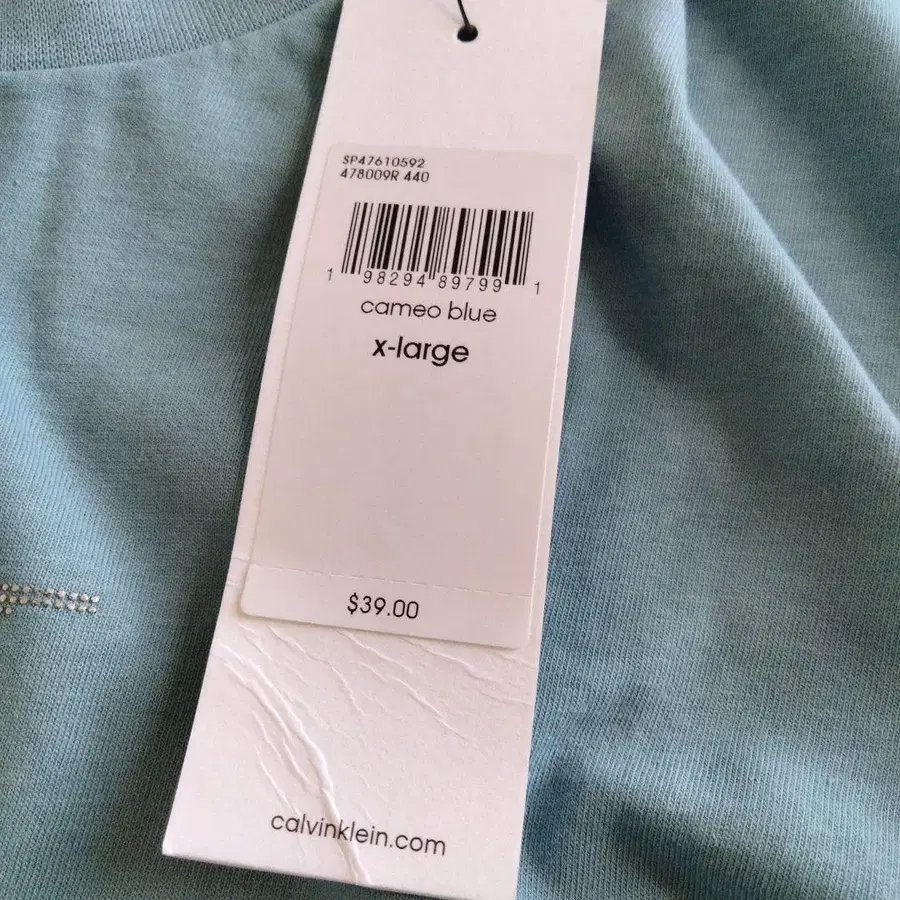 SP47610592
478009R 440
1 98294 89799 1
cameo blue
x-large
$39.00
calvinklein.com